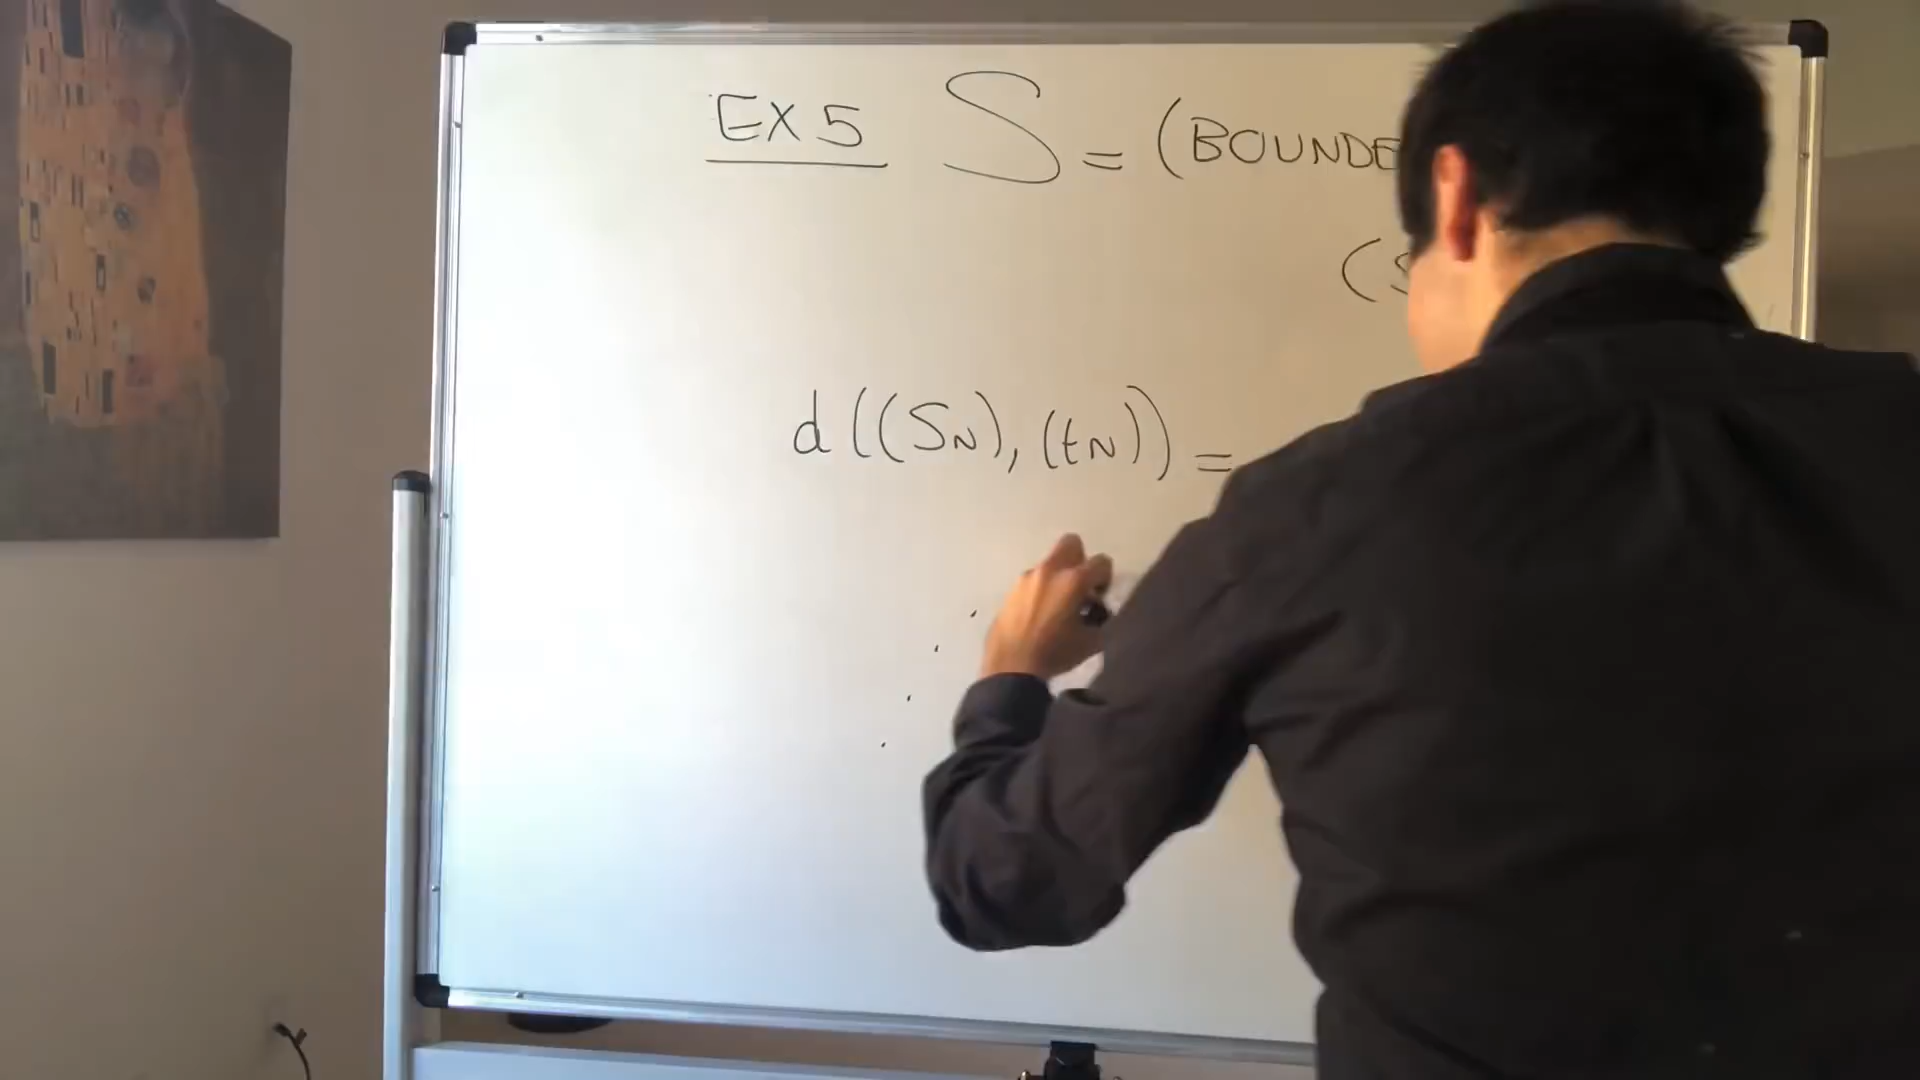 EX 5 S = (BOUNDE
(S
d((SN), (tN)) =